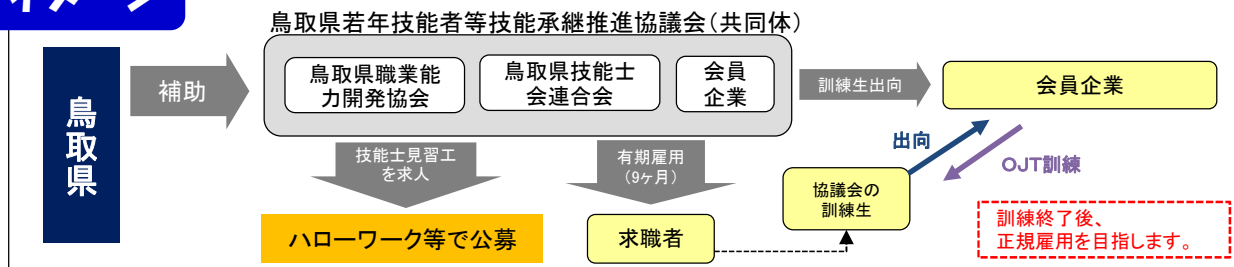 イメージ
鳥取県若年技能者等技能承継推進協議会（共同体）
鳥取県
補助
鳥取県職業能
力開発協会
鳥取県技能士
会連合会
会員
企業
訓練生出向
会員企業
技能士見習工
を求人
有期雇用
（9ヶ月）
出向
OJT訓練
協議会の
訓練生
ハローワーク等で公募
求職者
訓練終了後、
正規雇用を目指します。